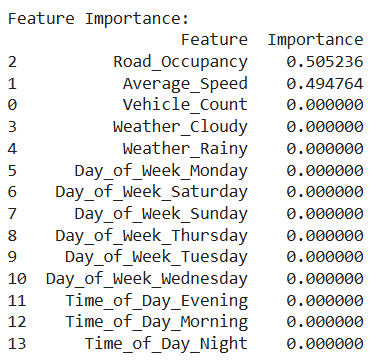 Feature Importance:
Feature Importance
2 Road_Occupancy 0.505236
1 Average_Speed 0.494764
0 Vehicle_Count 0.000000
3 Weather_Cloudy 0.000000
4 Weather_Rainy 0.000000
5 Day_of_Week_Monday 0.000000
6 Day_of_Week_Saturday 0.000000
7 Day_of_Week_Sunday 0.000000
8 Day_of_Week_Thursday 0.000000
9 Day_of_Week_Tuesday 0.000000
10 Day_of_Week_Wednesday 0.000000
11 Time_of_Day_Evening 0.000000
12 Time_of_Day_Morning 0.000000
13 Time_of_Day_Night 0.000000